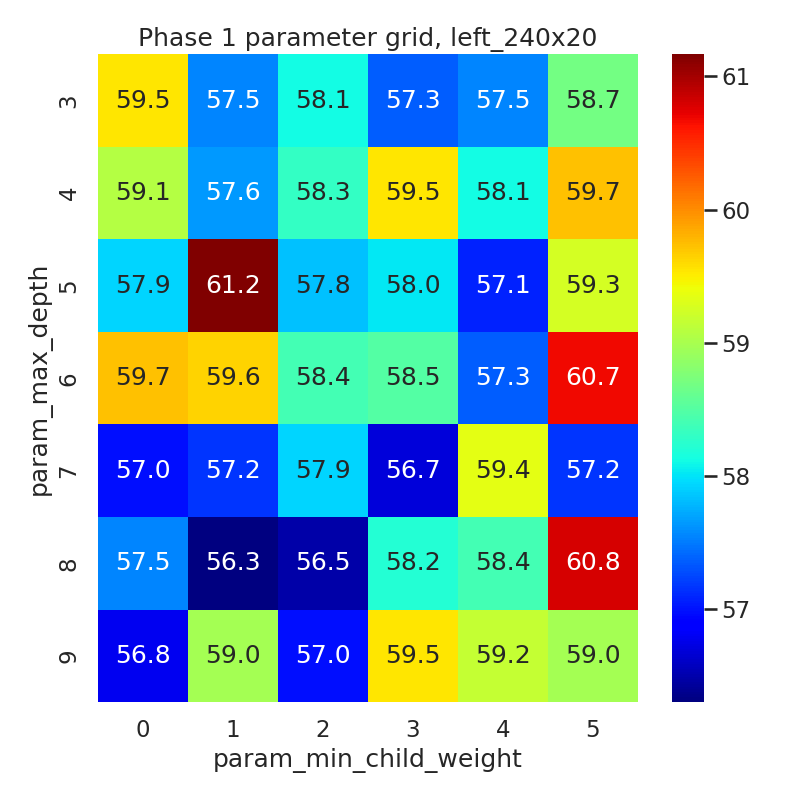 Phase 1 parameter grid, left_240x20
3 59.5 57.5 58.1 57.3 57.5 58.7
4 59.1 57.6 58.3 59.5 58.1 59.7
5 57.9 61.2 57.8 58.0 57.1 59.3
6 59.7 59.6 58.4 58.5 57.3 60.7
7 57.0 57.2 57.9 56.7 59.4 57.2
8 57.5 56.3 56.5 58.2 58.4 60.8
9 56.8 59.0 57.0 59.5 59.2 59.0
0 1 2 3 4 5
param_min_child_weight
param_max_depth
61
60
59
58
57